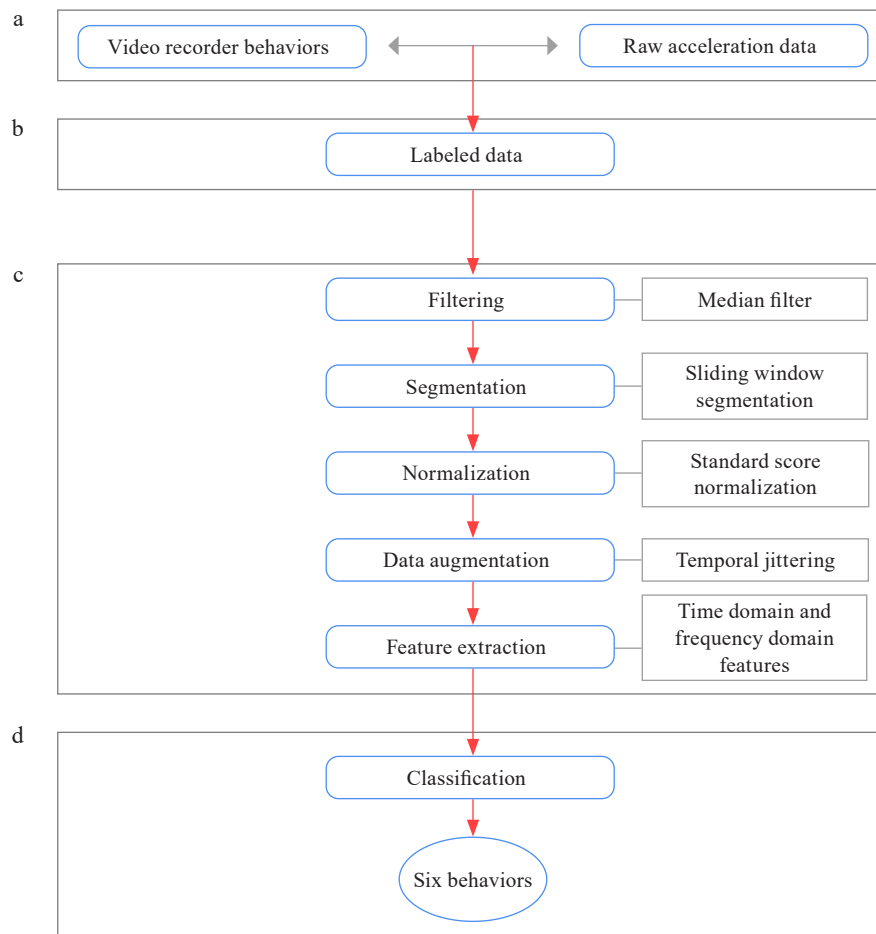 a
Video recorder behaviors
Raw acceleration data
b
Labeled data
c
Filtering
Median filter
Segmentation
Sliding window
segmentation
Normalization
Standard score
normalization
Data augmentation
Temporal jittering
Feature extraction
Time domain and
frequency domain
features
d
Classification
Six behaviors